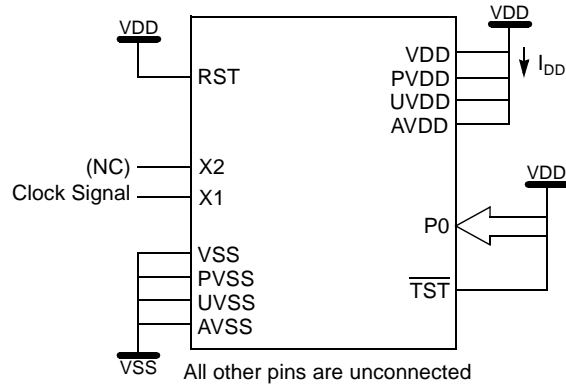 VDD
VDD
VDD
RST
PVDD
I_DD
UVDD
AVDD
(NC)
X2
VDD
Clock Signal
X1
P0
VSS
PVSS
TST
UVSS
AVSS
VSS
All other pins are unconnected